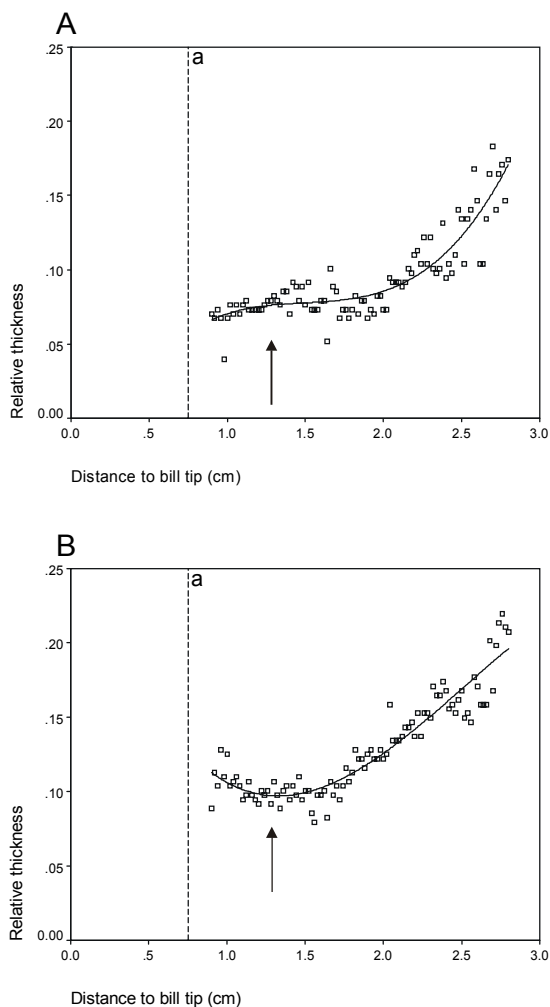 A
.25
a
.20
.15
.10
.05
0.00
Relative thickness
0.0 .5 1.0 1.5 2.0 2.5 3.0
Distance to bill tip (cm)
B
.25
a
.20
.15
.10
.05
0.00
Relative thickness
0.0 .5 1.0 1.5 2.0 2.5 3.0
Distance to bill tip (cm)